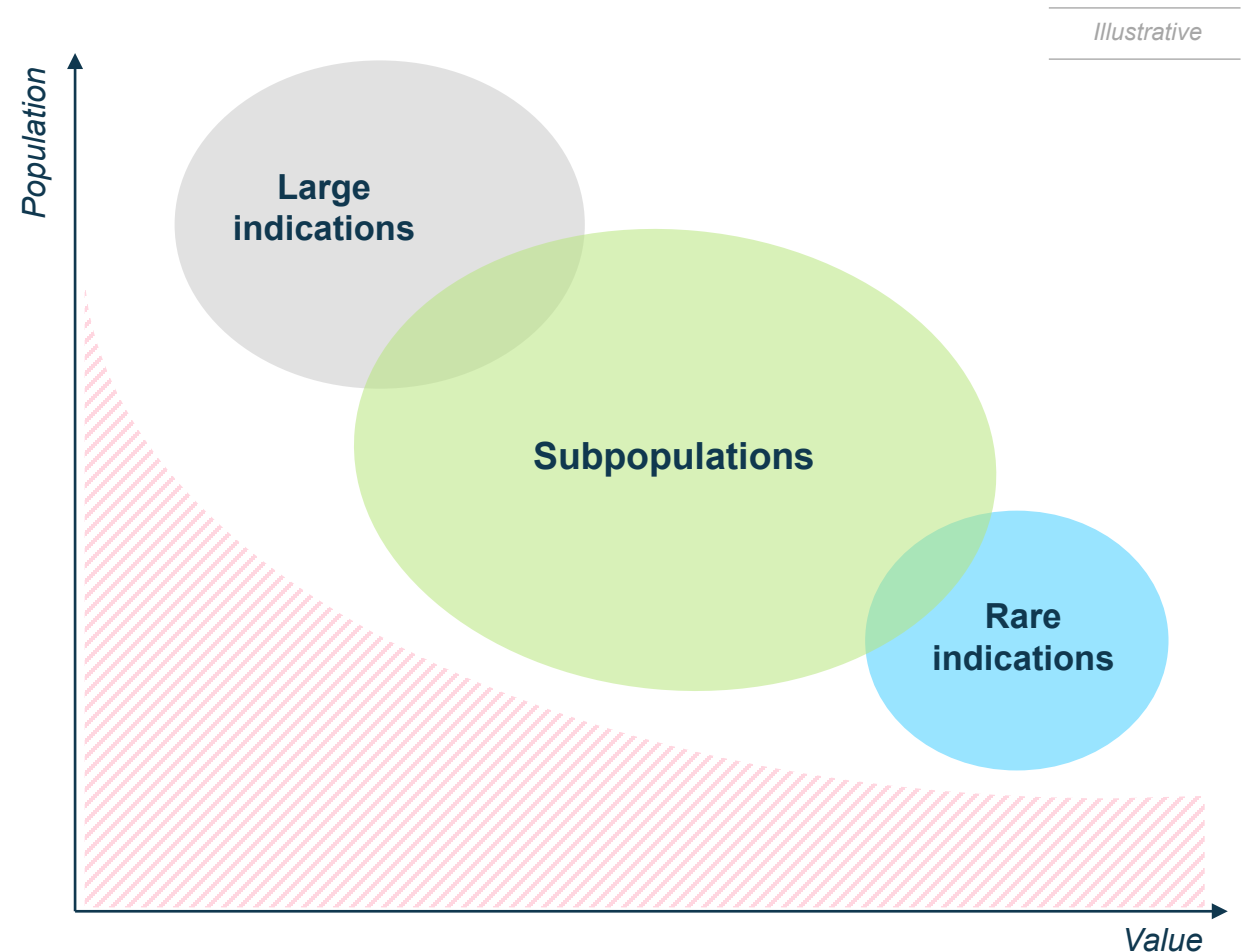 Illustrative
Population
Large
indications
Subpopulations
Rare
indications
Value